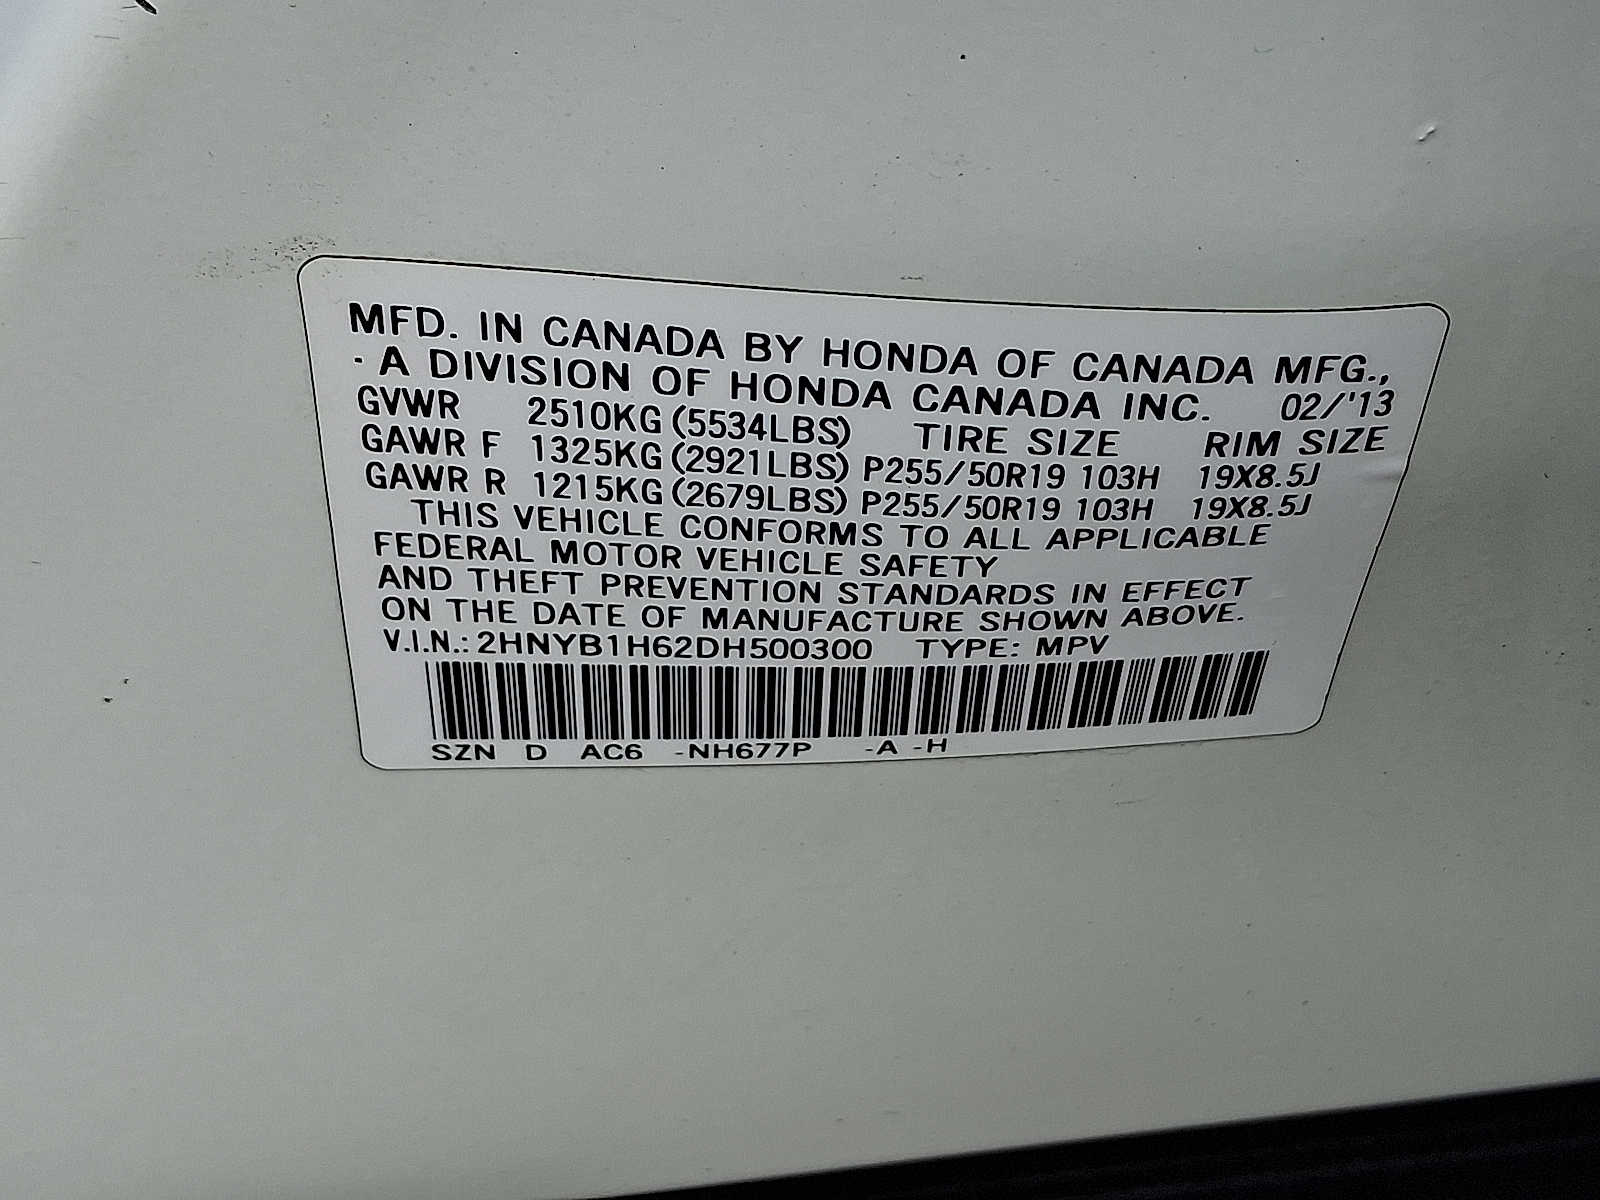 MFD. IN CANADA BY HONDA OF CANADA MFG.,
· A DIVISION OF HONDA CANADA INC. 02/'13
GVWR 2510KG (5534LBS) TIRE SIZE RIM SIZE
GAWR F 1325KG (2921LBS) P255/50R19 103H 19X8.5J
GAWR R 1215KG (2679LBS) P255/50R19 103H 19X8.5J
THIS VEHICLE CONFORMS TO ALL APPLICABLE
FEDERAL MOTOR VEHICLE SAFETY
AND THEFT PREVENTION STANDARDS IN EFFECT
ON THE DATE OF MANUFACTURE SHOWN ABOVE.
V.I.N.: 2HNYB1H62DH500300 TYPE: MPV
SZN D AC6 -NH677P -A -H